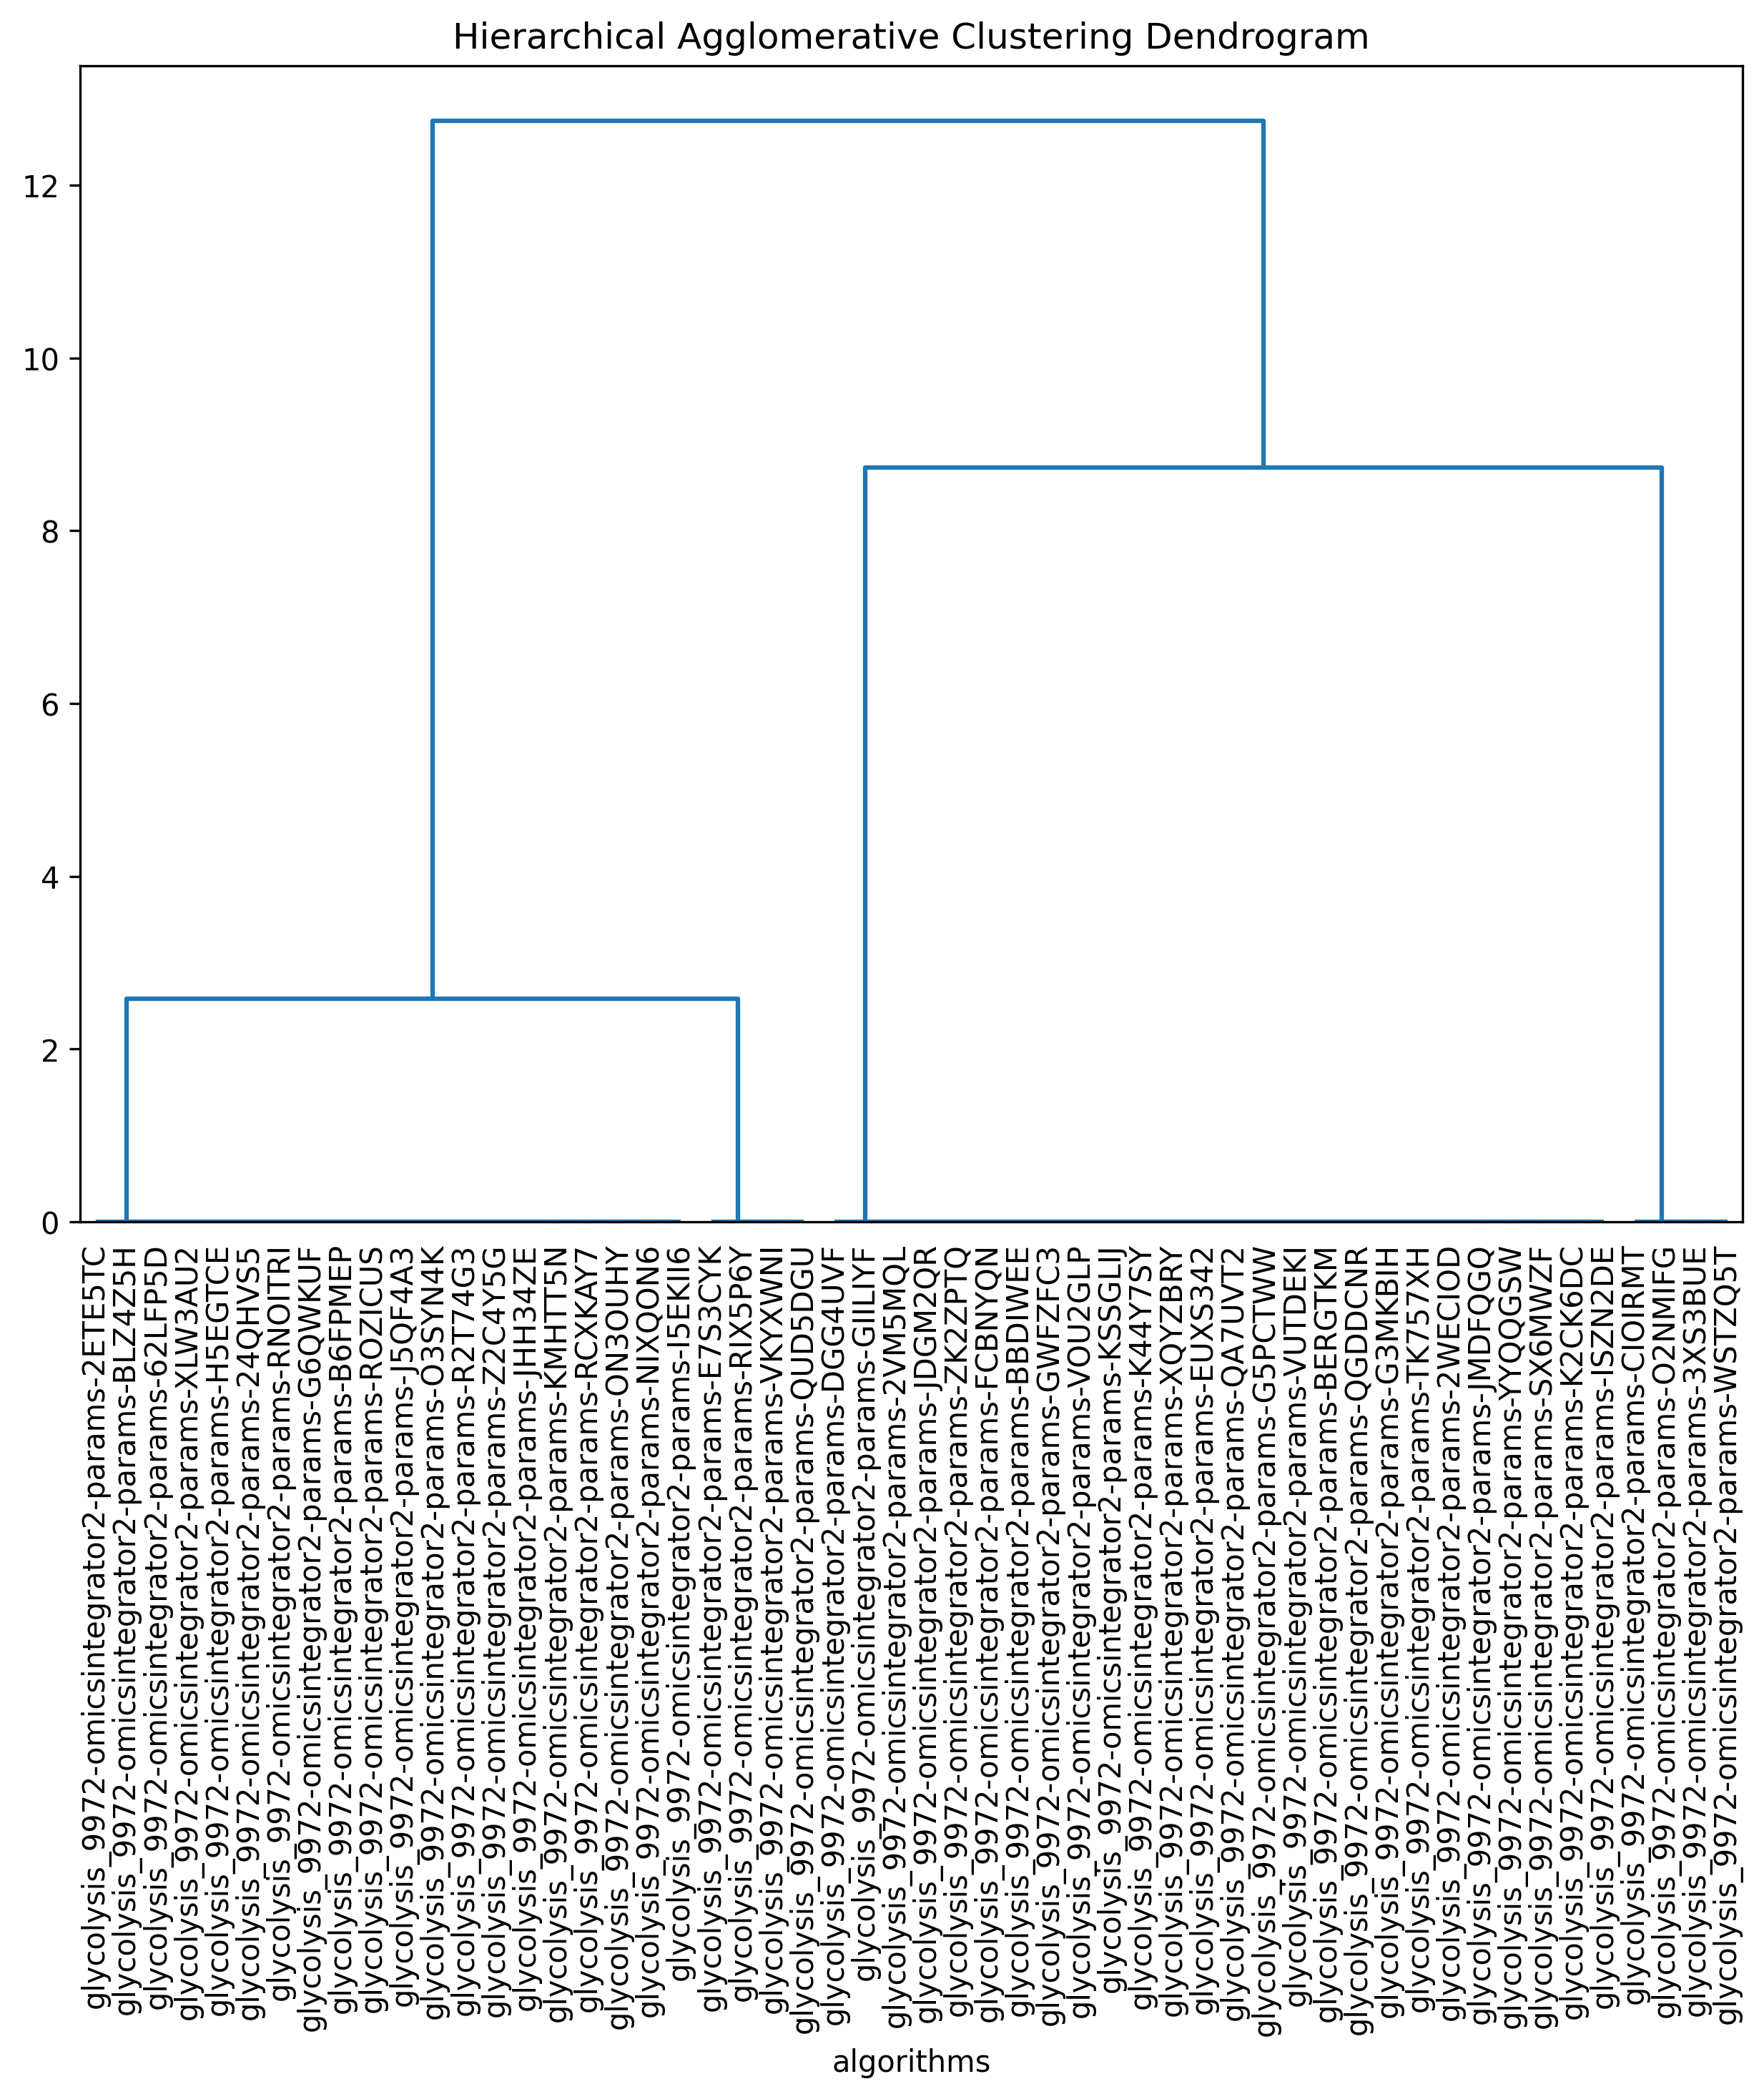 Hierarchical Agglomerative Clustering Dendrogram
12
10
8
6
4
2
0
glycolysis_9972-omicsintegrator2-params-2ETE5TC
glycolysis_9972-omicsintegrator2-params-BLZ4Z5H
glycolysis_9972-omicsintegrator2-params-62LFP5D
glycolysis_9972-omicsintegrator2-params-XLW3AU2
glycolysis_9972-omicsintegrator2-params-H5EGTCE
glycolysis_9972-omicsintegrator2-params-24QHVS5
glycolysis_9972-omicsintegrator2-params-RNOITRI
glycolysis_9972-omicsintegrator2-params-G6QWKUF
glycolysis_9972-omicsintegrator2-params-B6FPMEP
glycolysis_9972-omicsintegrator2-params-ROZICUS
glycolysis_9972-omicsintegrator2-params-J5QF4A3
glycolysis_9972-omicsintegrator2-params-O3SYN4K
glycolysis_9972-omicsintegrator2-params-R2T74G3
glycolysis_9972-omicsintegrator2-params-Z2C4Y5G
glycolysis_9972-omicsintegrator2-params-JHH34ZE
glycolysis_9972-omicsintegrator2-params-KMHTT5N
glycolysis_9972-omicsintegrator2-params-RCXKAY7
glycolysis_9972-omicsintegrator2-params-ON3OUHY
glycolysis_9972-omicsintegrator2-params-NIXQON6
glycolysis_9972-omicsintegrator2-params-I5EKII6
glycolysis_9972-omicsintegrator2-params-E7S3CYK
glycolysis_9972-omicsintegrator2-params-RIX5P6Y
glycolysis_9972-omicsintegrator2-params-VKYXWNI
glycolysis_9972-omicsintegrator2-params-QUD5DGU
glycolysis_9972-omicsintegrator2-params-DGG4UVF
glycolysis_9972-omicsintegrator2-params-GIILIYF
glycolysis_9972-omicsintegrator2-params-2VM5MQL
glycolysis_9972-omicsintegrator2-params-JDGM2QR
glycolysis_9972-omicsintegrator2-params-ZK2ZPTQ
glycolysis_9972-omicsintegrator2-params-FCBNYQN
glycolysis_9972-omicsintegrator2-params-BBDIWEE
glycolysis_9972-omicsintegrator2-params-GWFZFC3
glycolysis_9972-omicsintegrator2-params-VOU2GLP
glycolysis_9972-omicsintegrator2-params-KSSGLIJ
glycolysis_9972-omicsintegrator2-params-K44Y7SY
glycolysis_9972-omicsintegrator2-params-XQYZBRY
glycolysis_9972-omicsintegrator2-params-EUXS342
glycolysis_9972-omicsintegrator2-params-QA7UVT2
glycolysis_9972-omicsintegrator2-params-G5PCTWW
glycolysis_9972-omicsintegrator2-params-VUTDEKI
glycolysis_9972-omicsintegrator2-params-BERGTKM
glycolysis_9972-omicsintegrator2-params-QGDDCNR
glycolysis_9972-omicsintegrator2-params-G3MKBIH
glycolysis_9972-omicsintegrator2-params-TK757XH
glycolysis_9972-omicsintegrator2-params-2WECIOD
glycolysis_9972-omicsintegrator2-params-JMDFQGQ
glycolysis_9972-omicsintegrator2-params-YYQQGSW
glycolysis_9972-omicsintegrator2-params-SX6MWZF
glycolysis_9972-omicsintegrator2-params-K2CK6DC
glycolysis_9972-omicsintegrator2-params-ISZN2DE
glycolysis_9972-omicsintegrator2-params-CIOIRMT
glycolysis_9972-omicsintegrator2-params-O2NMIFG
glycolysis_9972-omicsintegrator2-params-3XS3BUE
glycolysis_9972-omicsintegrator2-params-WSTZQ5T
algorithms